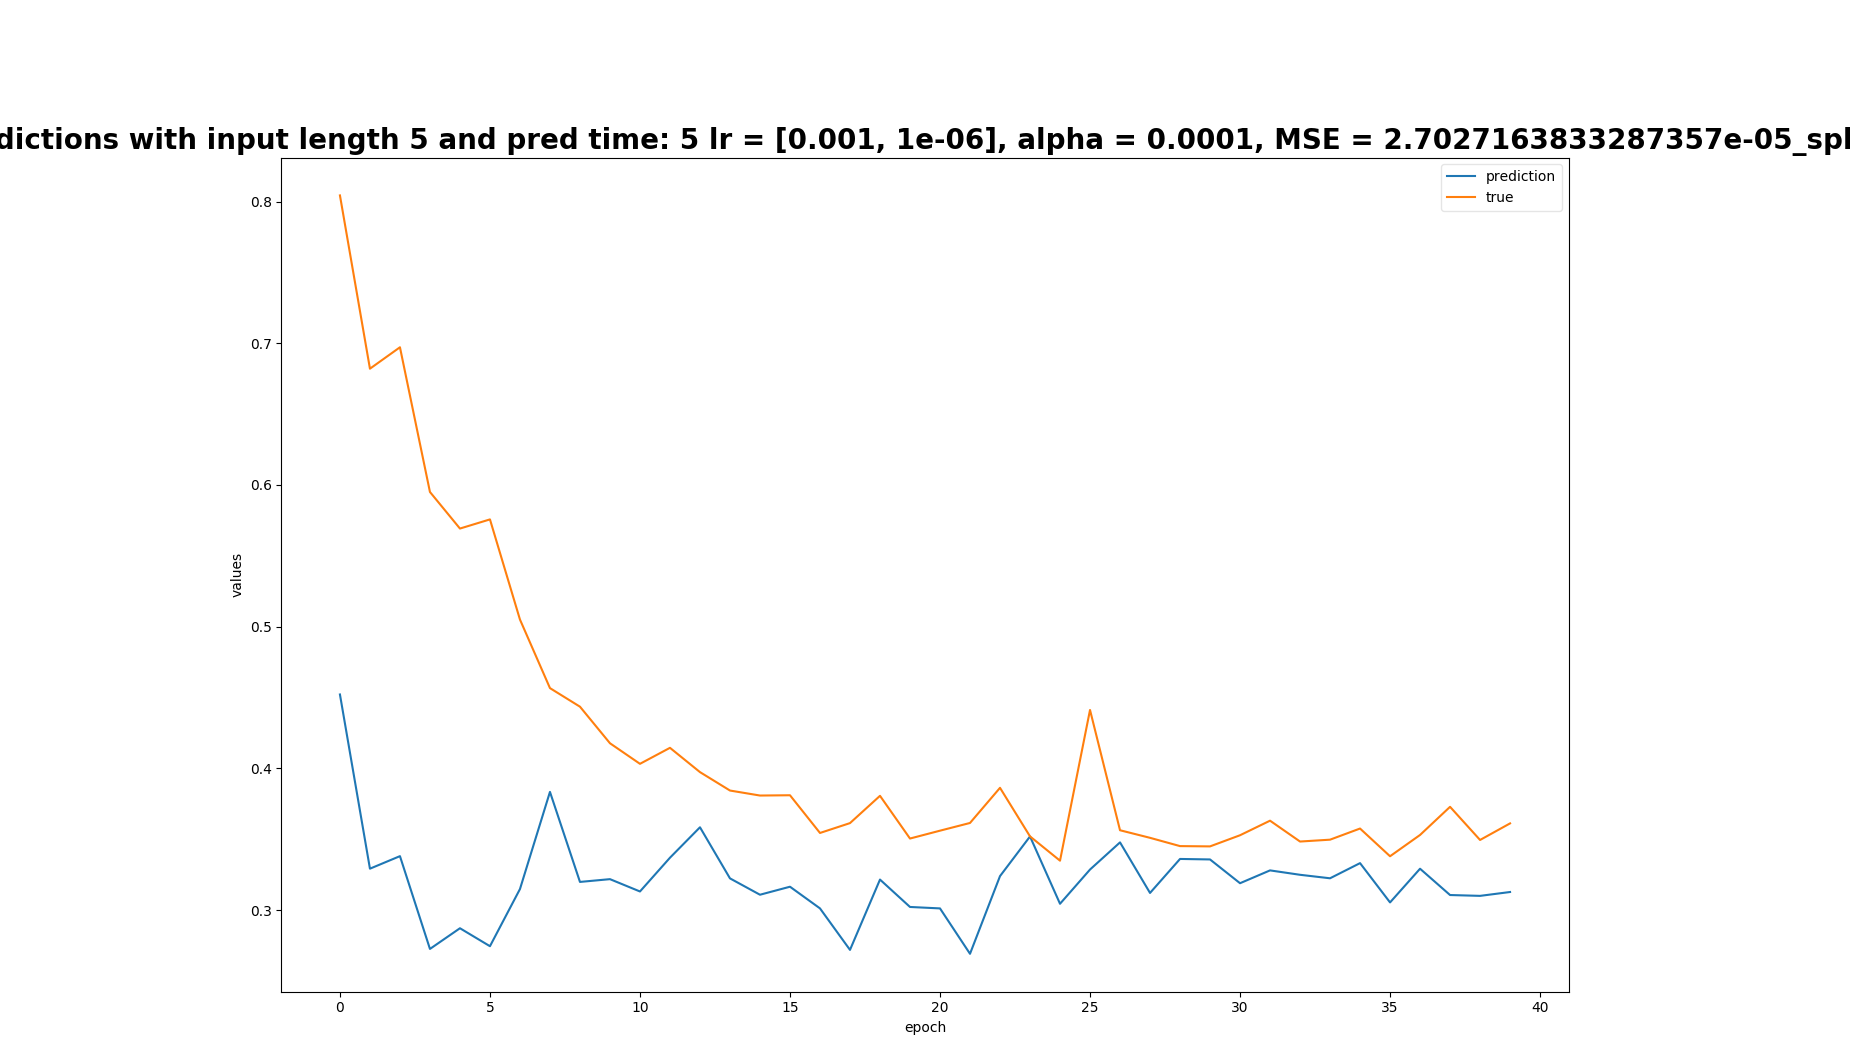 dictions with input length 5 and pred time: 5 lr = [0.001, 1e-06], alpha = 0.0001, MSE = 2.7027163833287357e-05_spl
prediction
true
0.8
0.7
0.6
0.5
0.4
0.3
values
0 5 10 15 20 25 30 35 40
epoch